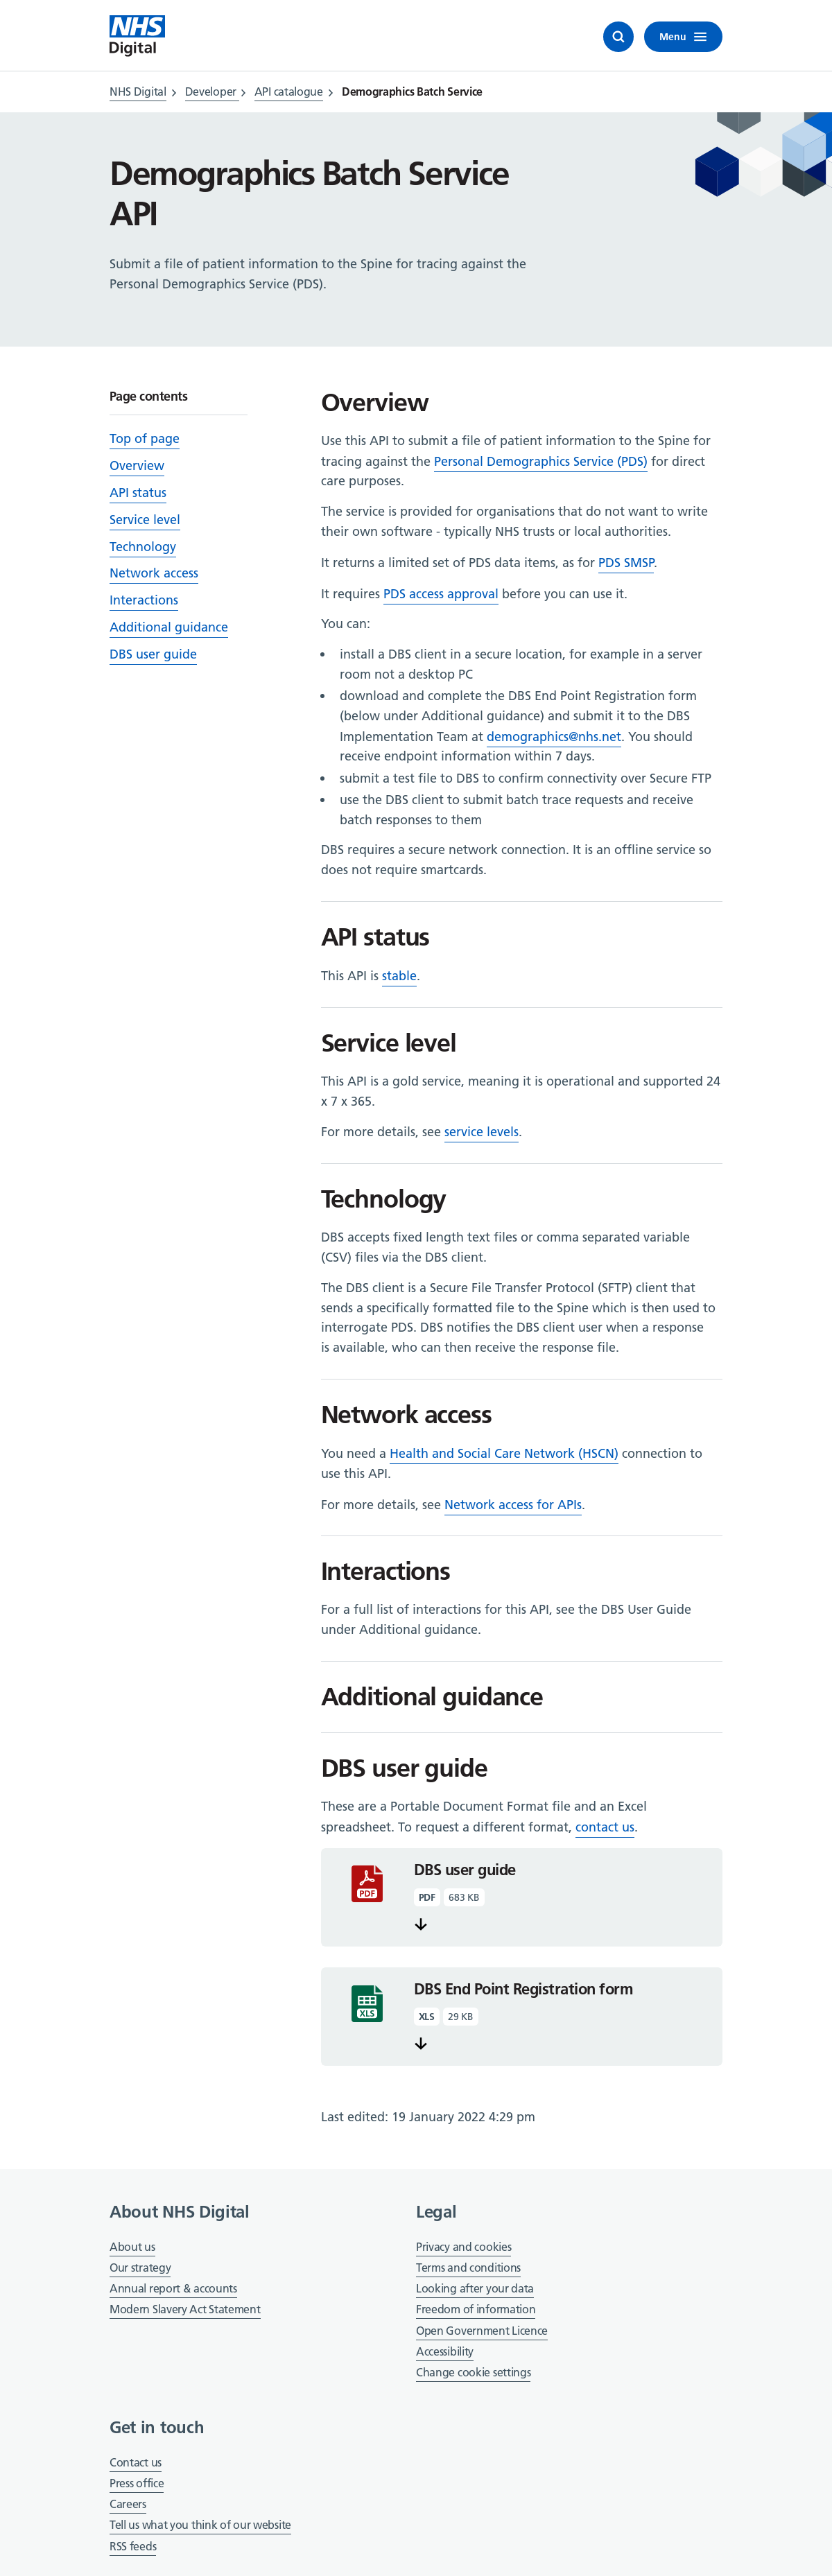 NHS
Digital
Menu
NHS Digital
Developer
API catalogue
Demographics Batch Service
Demographics Batch Service
API
Submit a file of patient information to the Spine for tracing against the
Personal Demographics Service (PDS).
Page contents
Top of page
Overview
API status
Service level
Technology
Network access
Interactions
Additional guidance
DBS user guide
Overview
Use this API to submit a file of patient information to the Spine for
tracing against the Personal Demographics Service (PDS) for direct
care purposes.
The service is provided for organisations that do not want to write
their own software - typically NHS trusts or local authorities.
It returns a limited set of PDS data items, as for PDS SMSP.
It requires PDS access approval before you can use it.
You can:
install a DBS client in a secure location, for example in a server
room not a desktop PC
download and complete the DBS End Point Registration form
(below under Additional guidance) and submit it to the DBS
Implementation Team at demographics@nhs.net. You should
receive endpoint information within 7 days.
submit a test file to DBS to confirm connectivity over Secure FTP
use the DBS client to submit batch trace requests and receive
batch responses to them
DBS requires a secure network connection. It is an offline service so
does not require smartcards.
API status
This API is stable.
Service level
This API is a gold service, meaning it is operational and supported 24
x 7 x 365.
For more details, see service levels.
Technology
DBS accepts fixed length text files or comma separated variable
(CSV) files via the DBS client.
The DBS client is a Secure File Transfer Protocol (SFTP) client that
sends a specifically formatted file to the Spine which is then used to
interrogate PDS. DBS notifies the DBS client user when a response
is available, who can then receive the response file.
Network access
You need a Health and Social Care Network (HSCN) connection to
use this API.
For more details, see Network access for APIs.
Interactions
For a full list of interactions for this API, see the DBS User Guide
under Additional guidance.
Additional guidance
DBS user guide
These are a Portable Document Format file and an Excel
spreadsheet. To request a different format, contact us.
PDF
DBS user guide
PDF 683 KB
XLS
DBS End Point Registration form
XLS 29 KB
Last edited: 19 January 2022 4:29 pm
About NHS Digital
About us
Our strategy
Annual report & accounts
Modern Slavery Act Statement
Legal
Privacy and cookies
Terms and conditions
Looking after your data
Freedom of information
Open Government Licence
Accessibility
Change cookie settings
Get in touch
Contact us
Press office
Careers
Tell us what you think of our website
RSS feeds